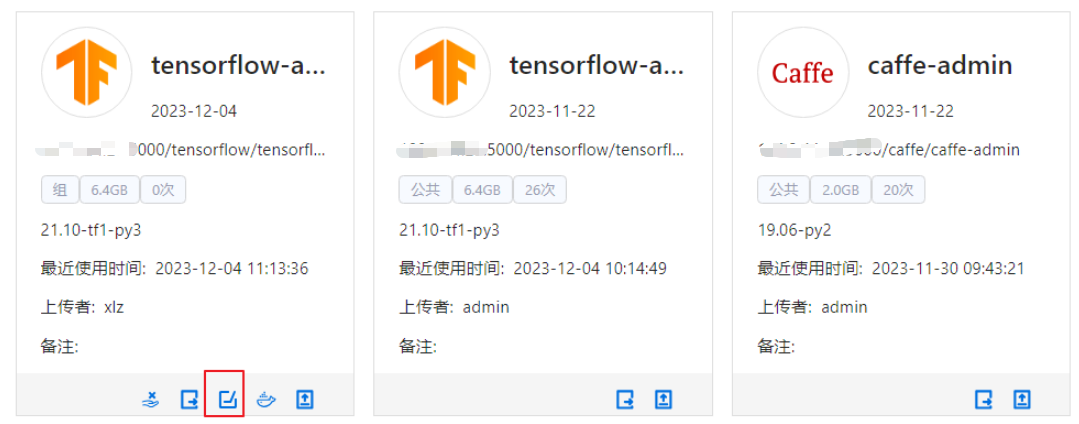 tensorflow-a...
2023-12-04
000/tensorflow/tensorfl...
组 6.4GB 0次
21.10-tf1-py3
最近使用时间: 2023-12-04 11:13:36
上传者: xlz
备注:
tensorflow-a...
2023-11-22
5000/tensorflow/tensorfl...
公共 6.4GB 26次
21.10-tf1-py3
最近使用时间: 2023-12-04 10:14:49
上传者: admin
备注:
Caffe
caffe-admin
2023-11-22
/caffe/caffe-admin
公共 2.0GB 20次
19.06-py2
最近使用时间: 2023-11-30 09:43:21
上传者: admin
备注: